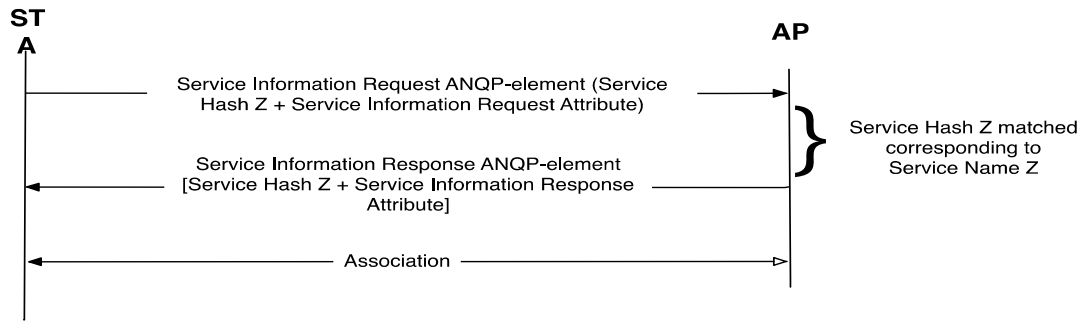 ST
A
AP
Service Information Request ANQP-element (Service
Hash Z + Service Information Request Attribute)
Service Hash Z matched
corresponding to
Service Name Z
Service Information Response ANQP-element
[Service Hash Z + Service Information Response
Attribute]
Association